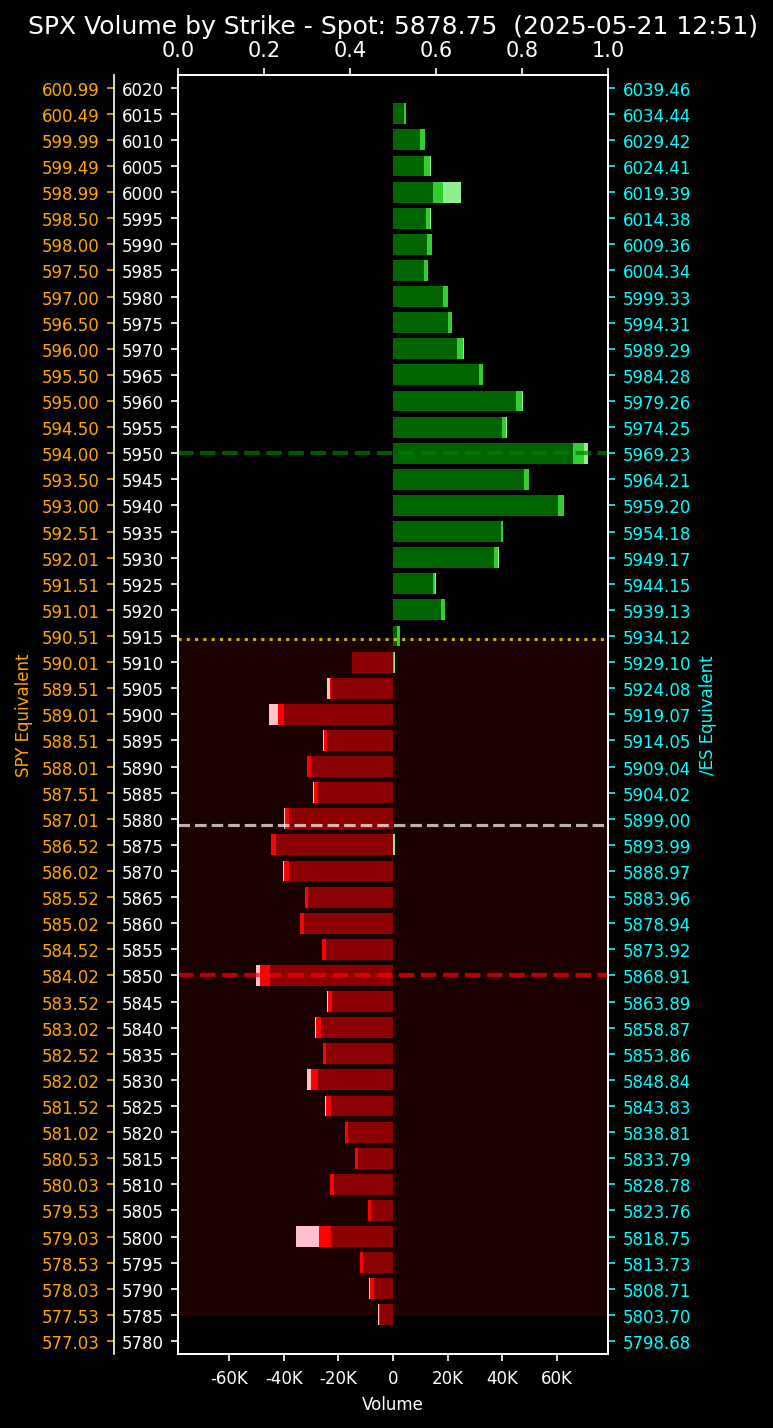 SPX Volume by Strike - Spot: 5878.75 (2025-05-21 12:51)
0.0 0.2 0.4 0.6 0.8 1.0
600.99 6020 6039.46
600.49 6015 6034.44
599.99 6010 6029.42
599.49 6005 6024.41
598.99 6000 6019.39
598.50 5995 6014.38
598.00 5990 6009.36
597.50 5985 6004.34
597.00 5980 5999.33
596.50 5975 5994.31
596.00 5970 5989.29
595.50 5965 5984.28
595.00 5960 5979.26
594.50 5955 5974.25
594.00 5950 5969.23
593.50 5945 5964.21
593.00 5940 5959.20
592.51 5935 5954.18
592.01 5930 5949.17
591.51 5925 5944.15
591.01 5920 5939.13
590.51 5915 5934.12
590.01 5910 5929.10
589.51 5905 5924.08
589.01 5900 5919.07
588.51 5895 5914.05
588.01 5890 5909.04
587.51 5885 5904.02
587.01 5880 5899.00
586.52 5875 5893.99
586.02 5870 5888.97
585.52 5865 5883.96
585.02 5860 5878.94
584.52 5855 5873.92
584.02 5850 5868.91
583.52 5845 5863.89
583.02 5840 5858.87
582.52 5835 5853.86
582.02 5830 5848.84
581.52 5825 5843.83
581.02 5820 5838.81
580.53 5815 5833.79
580.03 5810 5828.78
579.53 5805 5823.76
579.03 5800 5818.75
578.53 5795 5813.73
578.03 5790 5808.71
577.53 5785 5803.70
577.03 5780 5798.68
SPY Equivalent
/ES Equivalent
-60K -40K -20K 0 20K 40K 60K
Volume